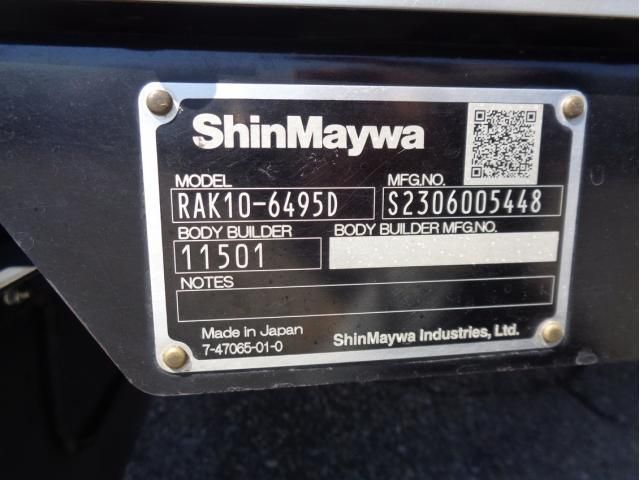 ShinMaywa
MODEL MFG.NO.
RAK10-6495D S2306005448
BODY BUILDER BODY BUILDER MFG.NO.
11501
NOTES
Made in Japan
7-47065-01-0 ShinMaywa Industries, Ltd.